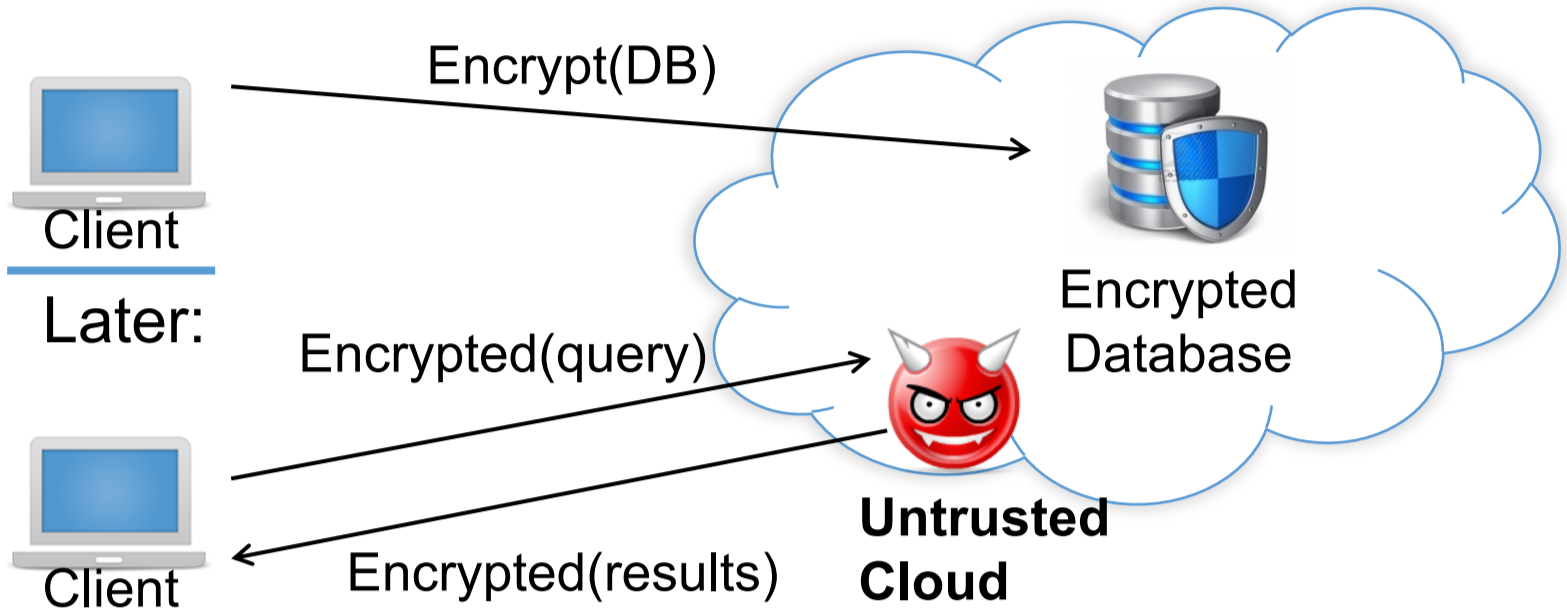 Encrypt(DB)
Client
Encrypted
Database
Later:
Encrypted(query)
Untrusted
Cloud
Encrypted(results)
Client